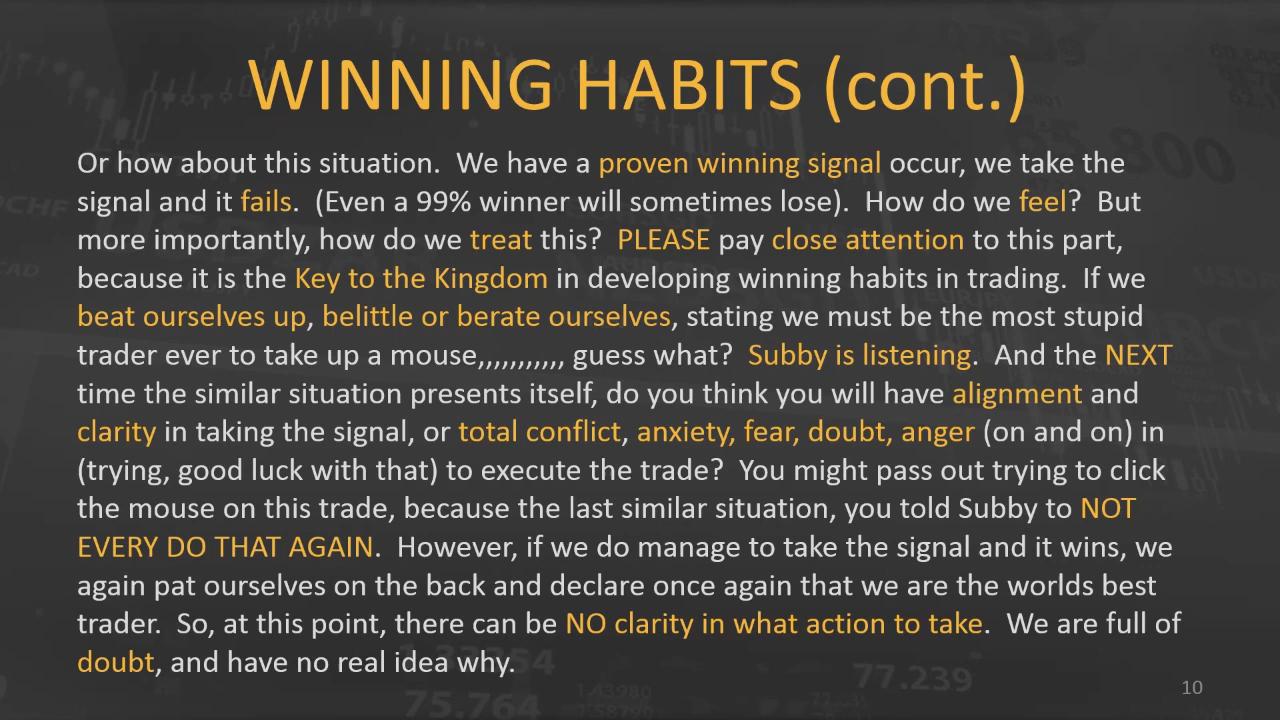 WINNING HABITS (cont.)
Or how about this situation.  We have a proven winning signal occur, we take the
signal and it fails.  (Even a 99% winner will sometimes lose).  How do we feel?  But
more importantly, how do we treat this?  PLEASE pay close attention to this part,
because it is the Key to the Kingdom in developing winning habits in trading.  If we
beat ourselves up, belittle or berate ourselves, stating we must be the most stupid
trader ever to take up a mouse,,,,,,,,,,, guess what?  Subby is listening.  And the NEXT
time the similar situation presents itself, do you think you will have alignment and
clarity in taking the signal, or total conflict, anxiety, fear, doubt, anger (on and on) in
(trying, good luck with that) to execute the trade?  You might pass out trying to click
the mouse on this trade, because the last similar situation, you told Subby to NOT
EVERY DO THAT AGAIN.  However, if we do manage to take the signal and it wins, we
again pat ourselves on the back and declare once again that we are the worlds best
trader.  So, at this point, there can be NO clarity in what action to take.  We are full of
doubt, and have no real idea why.
77.239
75.764
10